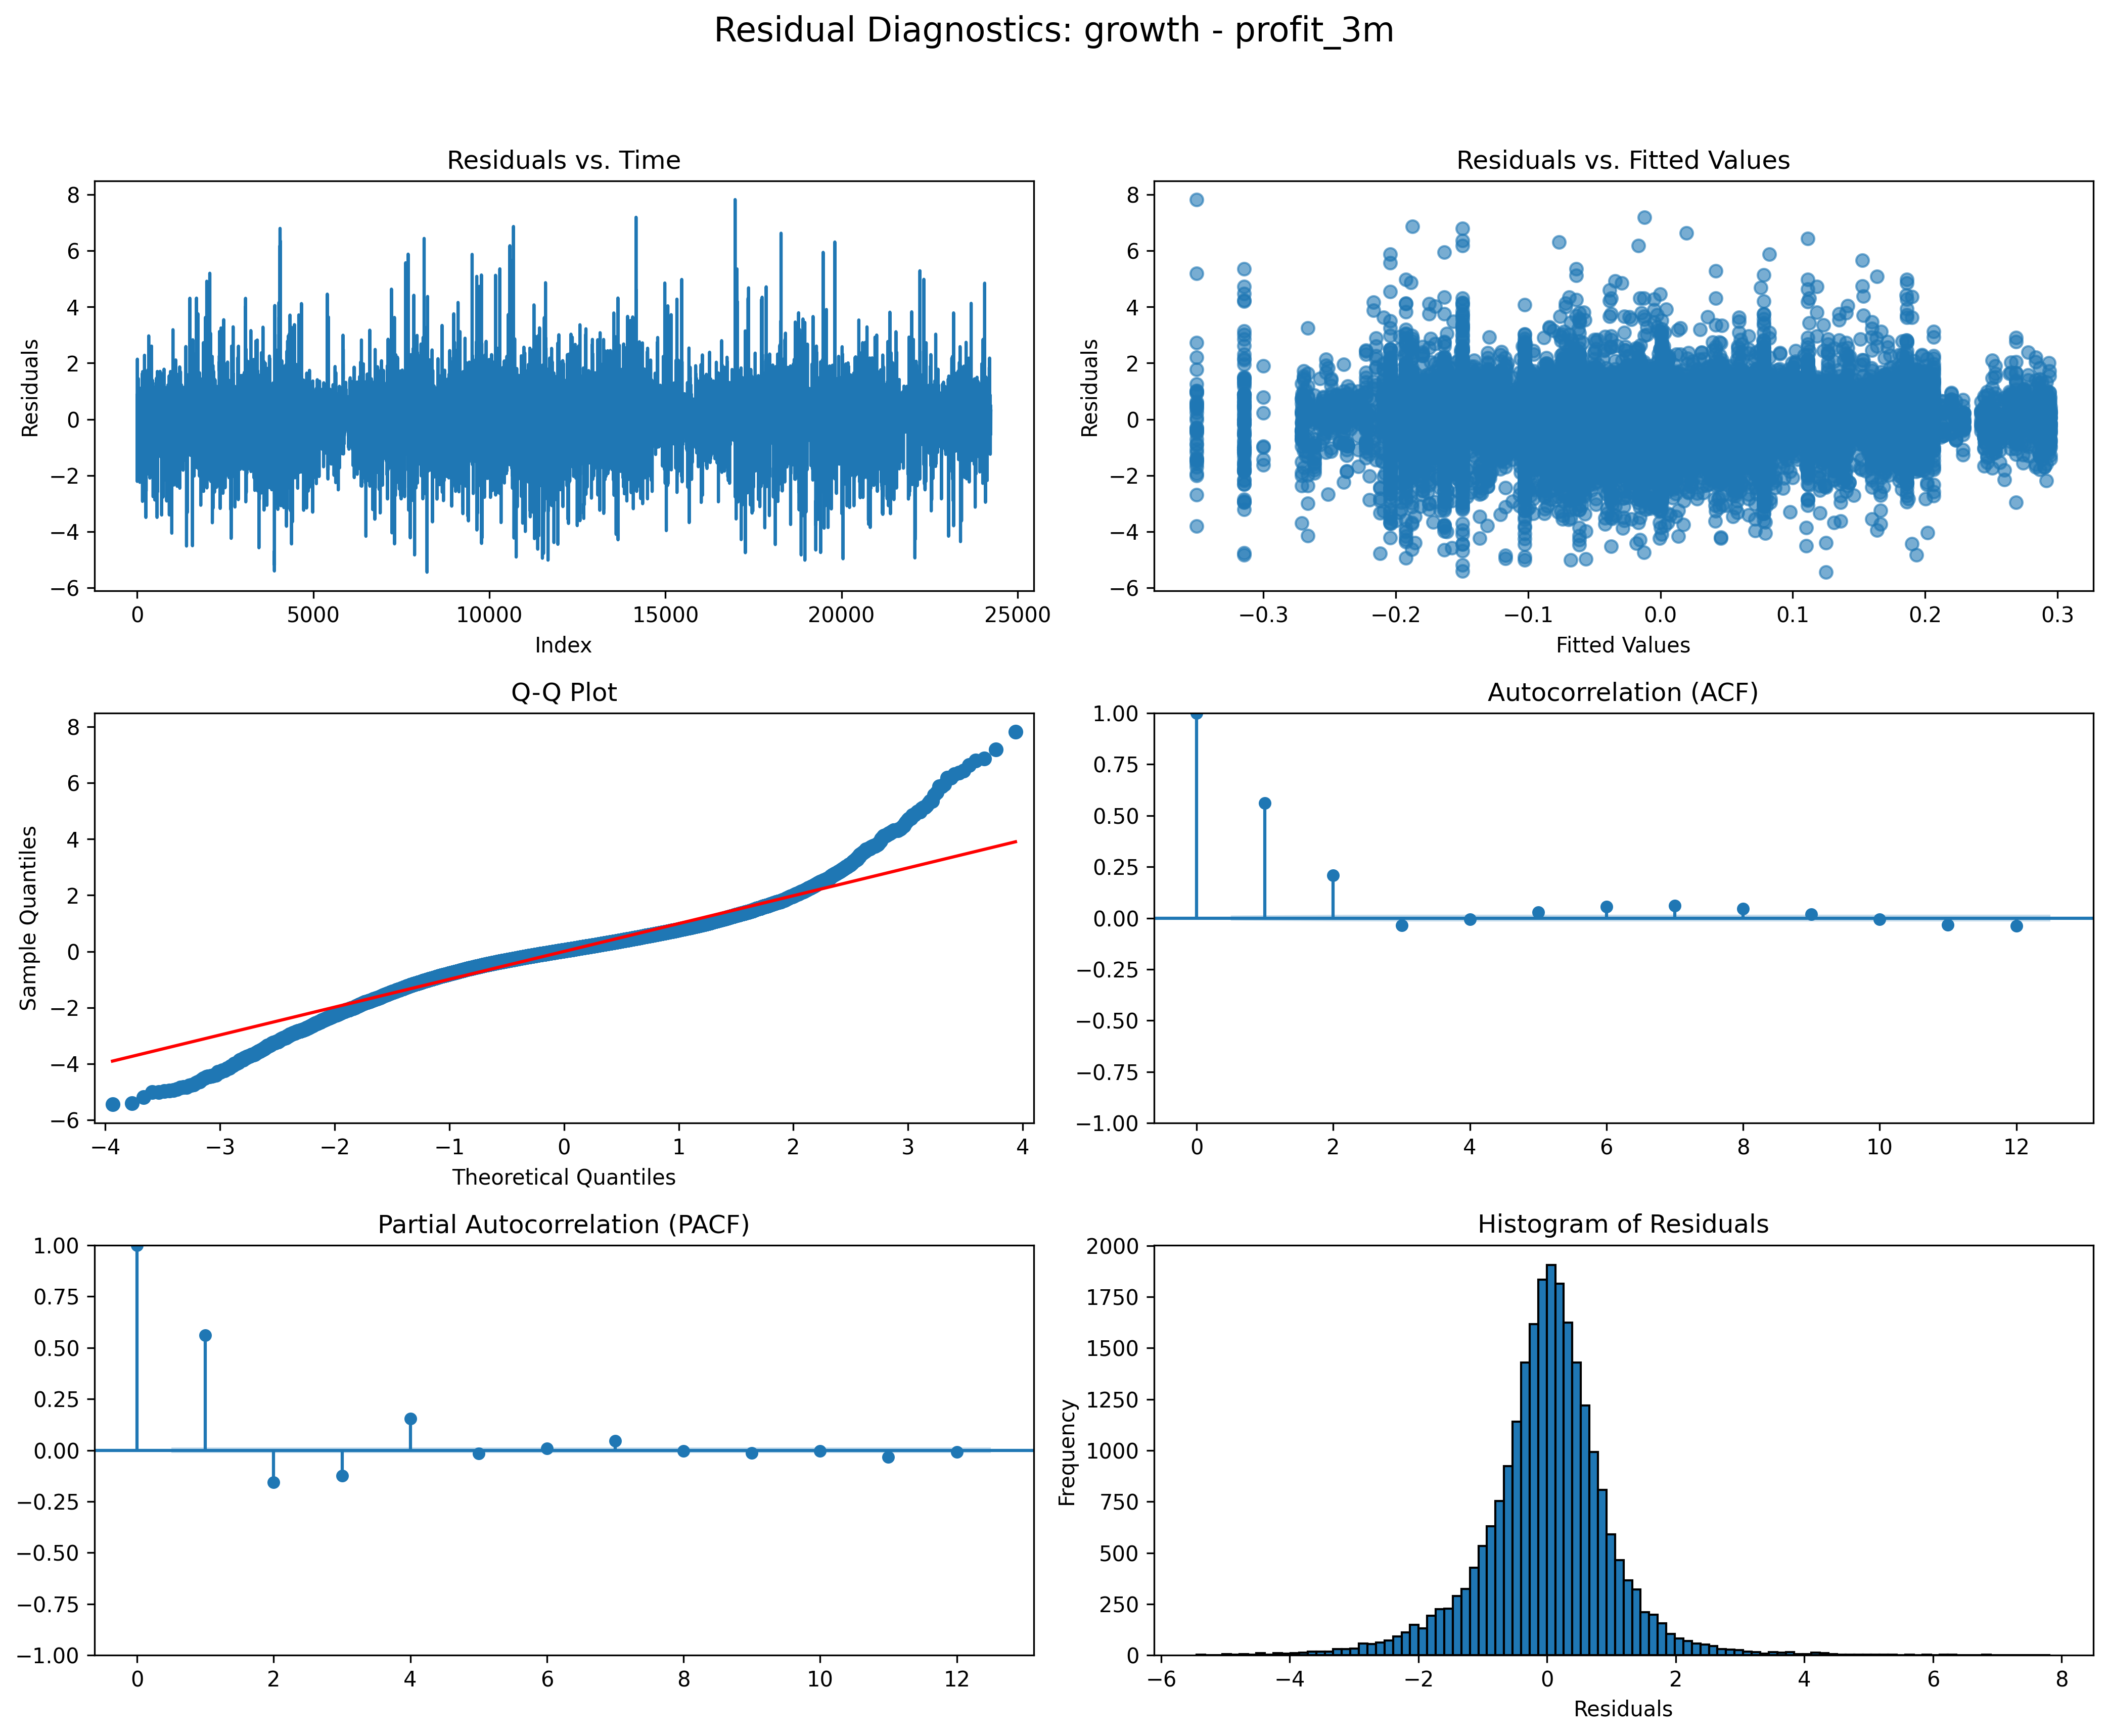 Residual Diagnostics: growth - profit_3m
Residuals vs. Time
8
6
4
2
0
−2
−4
−6
Residuals
0 5000 10000 15000 20000 25000
Index
Residuals vs. Fitted Values
8
6
4
2
0
−2
−4
−6
Residuals
−0.3 −0.2 −0.1 0.0 0.1 0.2 0.3
Fitted Values
Q-Q Plot
8
6
4
2
0
−2
−4
−6
Sample Quantiles
−4 −3 −2 −1 0 1 2 3 4
Theoretical Quantiles
Autocorrelation (ACF)
1.00
0.75
0.50
0.25
0.00
−0.25
−0.50
−0.75
−1.00
0 2 4 6 8 10 12
Partial Autocorrelation (PACF)
1.00
0.75
0.50
0.25
0.00
−0.25
−0.50
−0.75
−1.00
0 2 4 6 8 10 12
Histogram of Residuals
2000
1750
1500
1250
1000
750
500
250
0
Frequency
−6 −4 −2 0 2 4 6 8
Residuals